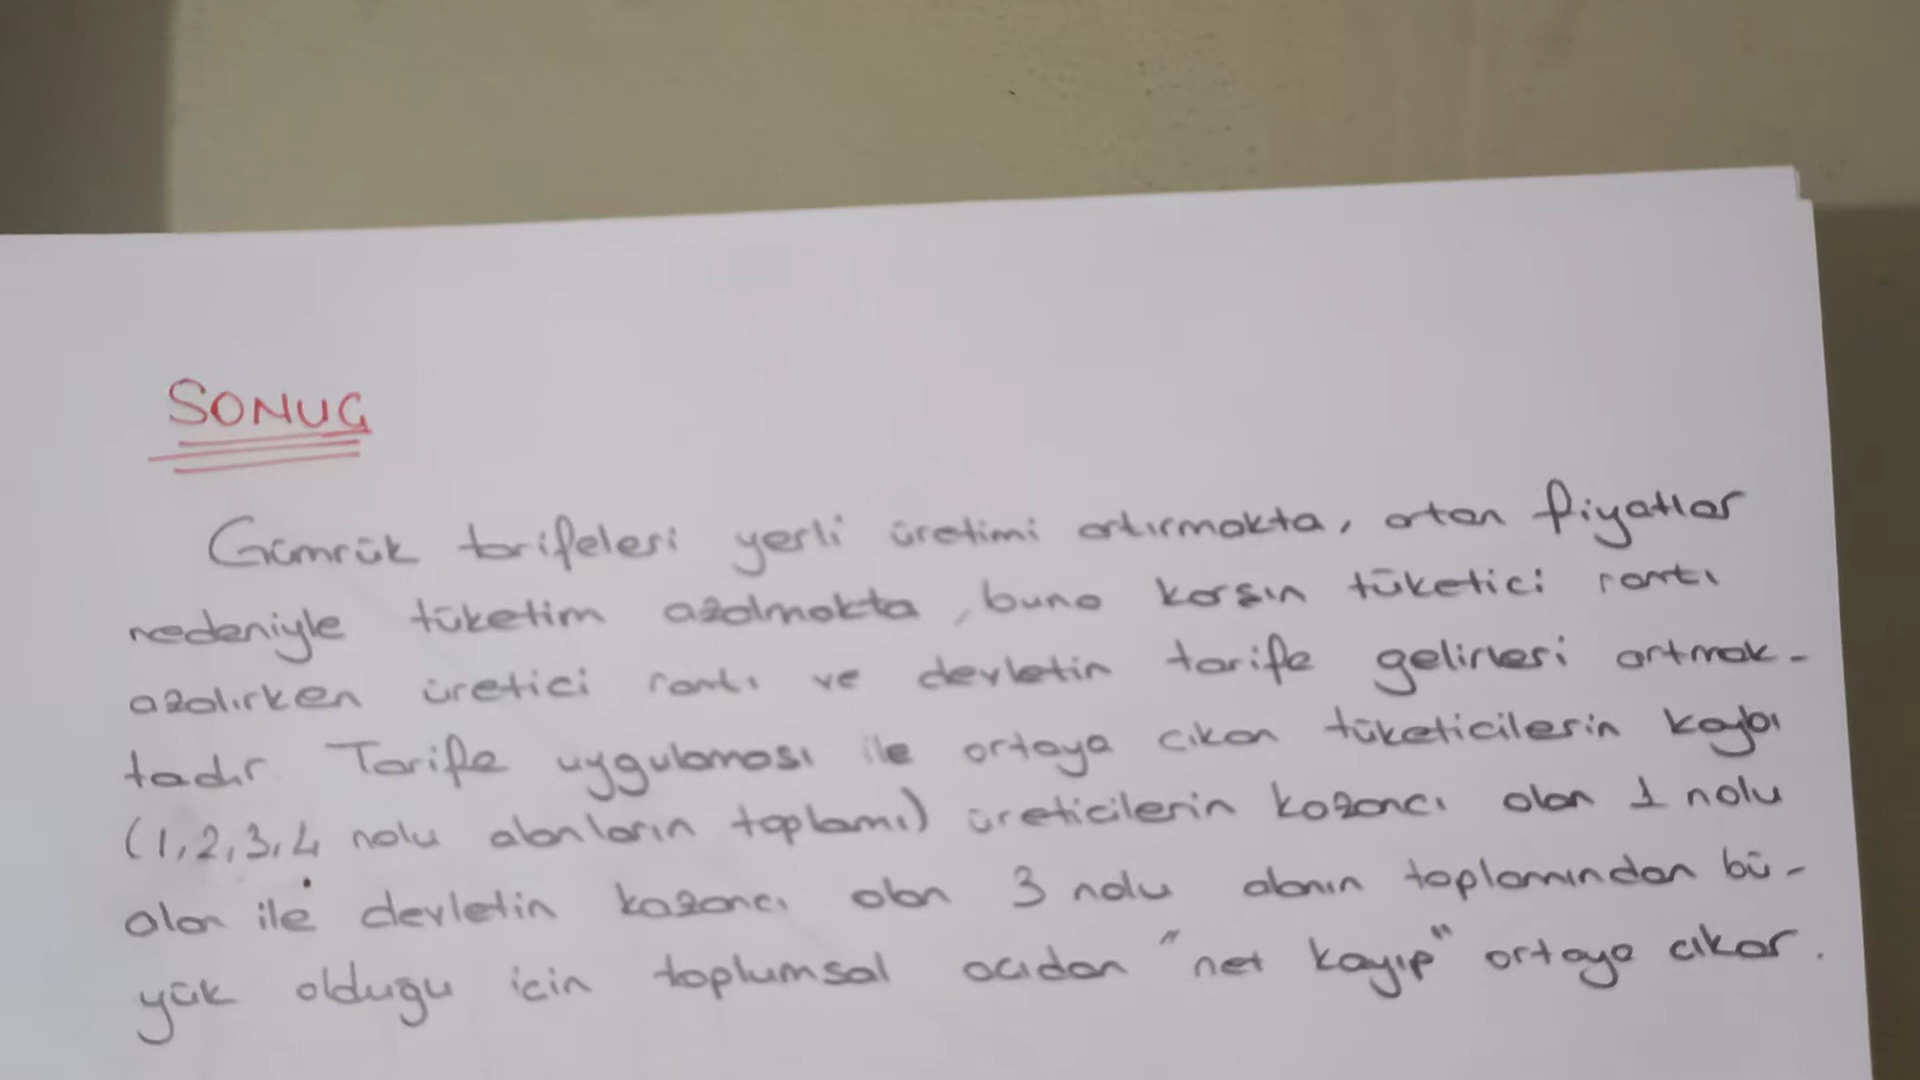 SONUÇ
Gümrük tarifeleri yerli üretimi artırmakta, artan fiyatlar
nedeniyle tüketim azalmakta, buna karşın tüketici rantı
azalırken üretici rantı ve devletin tarife gelirleri artmak-
tadır. Tarife uygulaması ile ortaya çıkan tüketicilerin kaybı
(1,2,3,4 nolu alanların toplamı) üreticilerin kazancı olan 1 nolu
alan ile devletin kazancı olan 3 nolu alanın toplamından bü-
yük olduğu için toplumsal açıdan "net kayıp" ortaya çıkar.